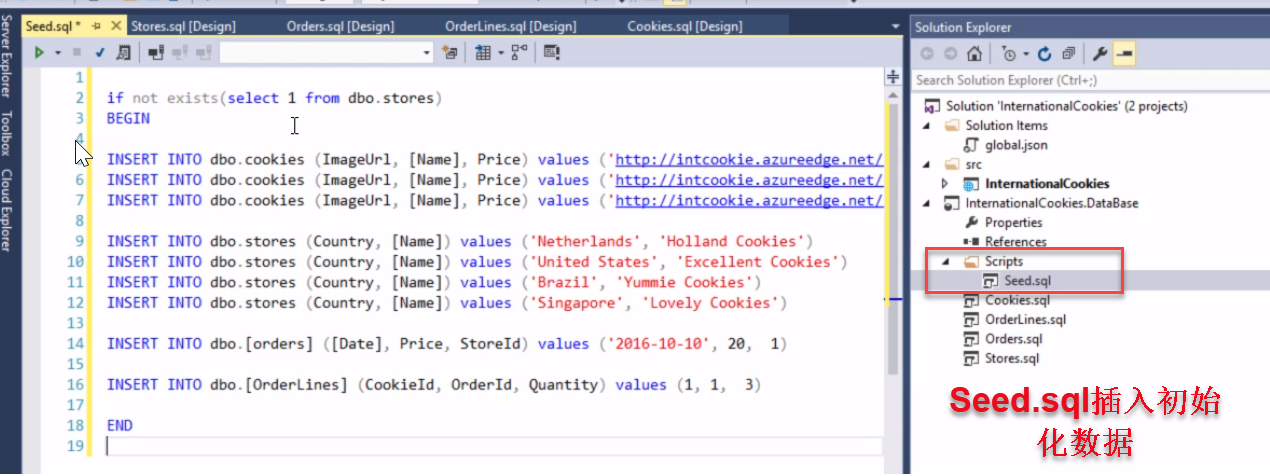 Seed.sql*
Stores.sql [Design]
Orders.sql [Design]
OrderLines.sql [Design]
Cookies.sql [Design]
Server Explorer
Toolbox
Cloud Explorer
1
2 if not exists(select 1 from dbo.stores)
3 BEGIN
4
INSERT INTO dbo.cookies (ImageUrl, [Name], Price) values ('http://intcookie.azureedge.net/
6 INSERT INTO dbo.cookies (ImageUrl, [Name], Price) values ('http://intcookie.azureedge.net/
7 INSERT INTO dbo.cookies (ImageUrl, [Name], Price) values ('http://intcookie.azureedge.net/
8
9 INSERT INTO dbo.stores (Country, [Name]) values ('Netherlands', 'Holland Cookies')
10 INSERT INTO dbo.stores (Country, [Name]) values ('United States', 'Excellent Cookies')
11 INSERT INTO dbo.stores (Country, [Name]) values ('Brazil', 'Yummie Cookies')
12 INSERT INTO dbo.stores (Country, [Name]) values ('Singapore', 'Lovely Cookies')
13
14 INSERT INTO dbo.[orders] ([Date], Price, StoreId) values ('2016-10-10', 20, 1)
15
16 INSERT INTO dbo.[OrderLines] (CookieId, OrderId, Quantity) values (1, 1, 3)
17
18 END
19
Solution Explorer
Search Solution Explorer (Ctrl+;)
Solution 'InternationalCookies' (2 projects)
Solution Items
global.json
src
InternationalCookies
InternationalCookies.DataBase
Properties
References
Scripts
Seed.sql
Cookies.sql
OrderLines.sql
Orders.sql
Stores.sql
Seed.sql插入初始
化数据